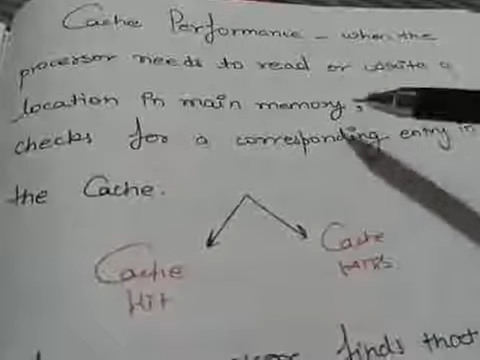 Cache Performance - when the
processor needs to read or write a
location in main memory,
checks for a corresponding entry in
the Cache.
Cache
Hit
Cache
Miss
finds that